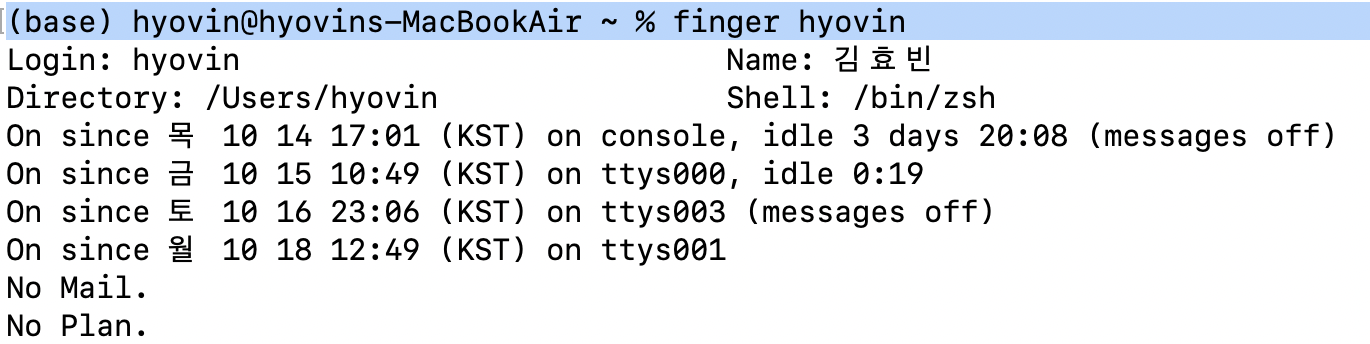 (base) hyovin@hyovins-MacBookAir ~ % finger hyovin
Login: hyovin Name: 김효빈
Directory: /Users/hyovin Shell: /bin/zsh
On since 목 10 14 17:01 (KST) on console, idle 3 days 20:08 (messages off)
On since 금 10 15 10:49 (KST) on ttys000, idle 0:19
On since 토 10 16 23:06 (KST) on ttys003 (messages off)
On since 월 10 18 12:49 (KST) on ttys001
No Mail.
No Plan.